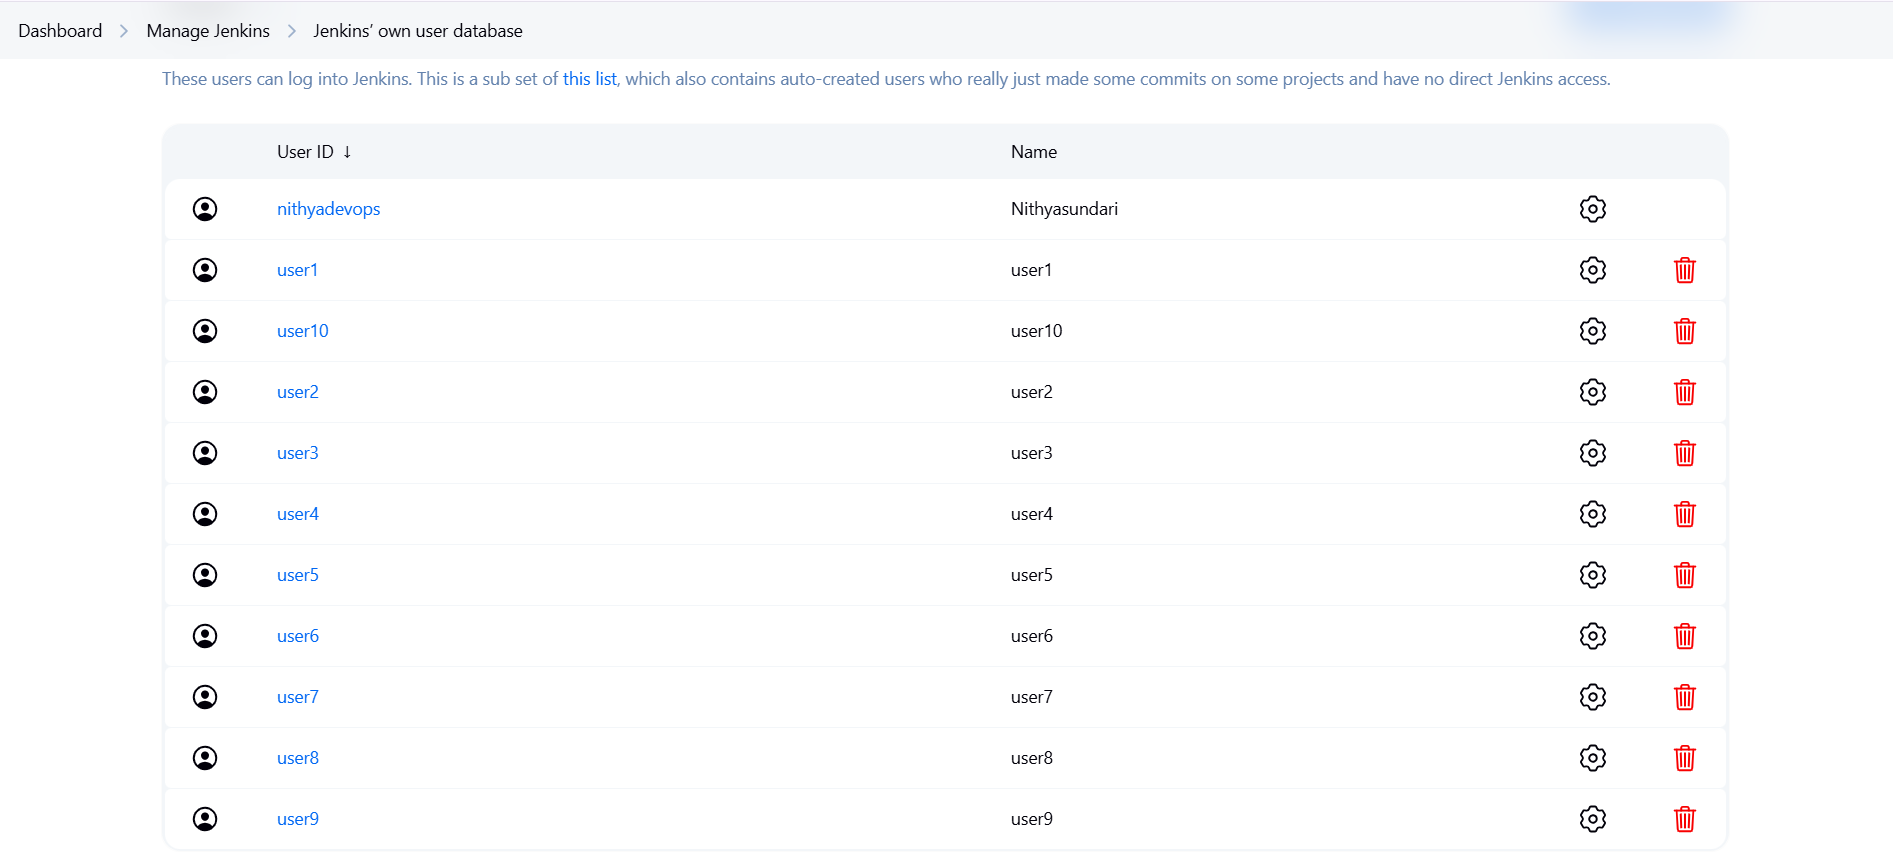 Dashboard > Manage Jenkins > Jenkins’ own user database
These users can log into Jenkins. This is a sub set of this list, which also contains auto-created users who really just made some commits on some projects and have no direct Jenkins access.
User ID ↓ Name
nithyadevops Nithyasundari
user1 user1
user10 user10
user2 user2
user3 user3
user4 user4
user5 user5
user6 user6
user7 user7
user8 user8
user9 user9